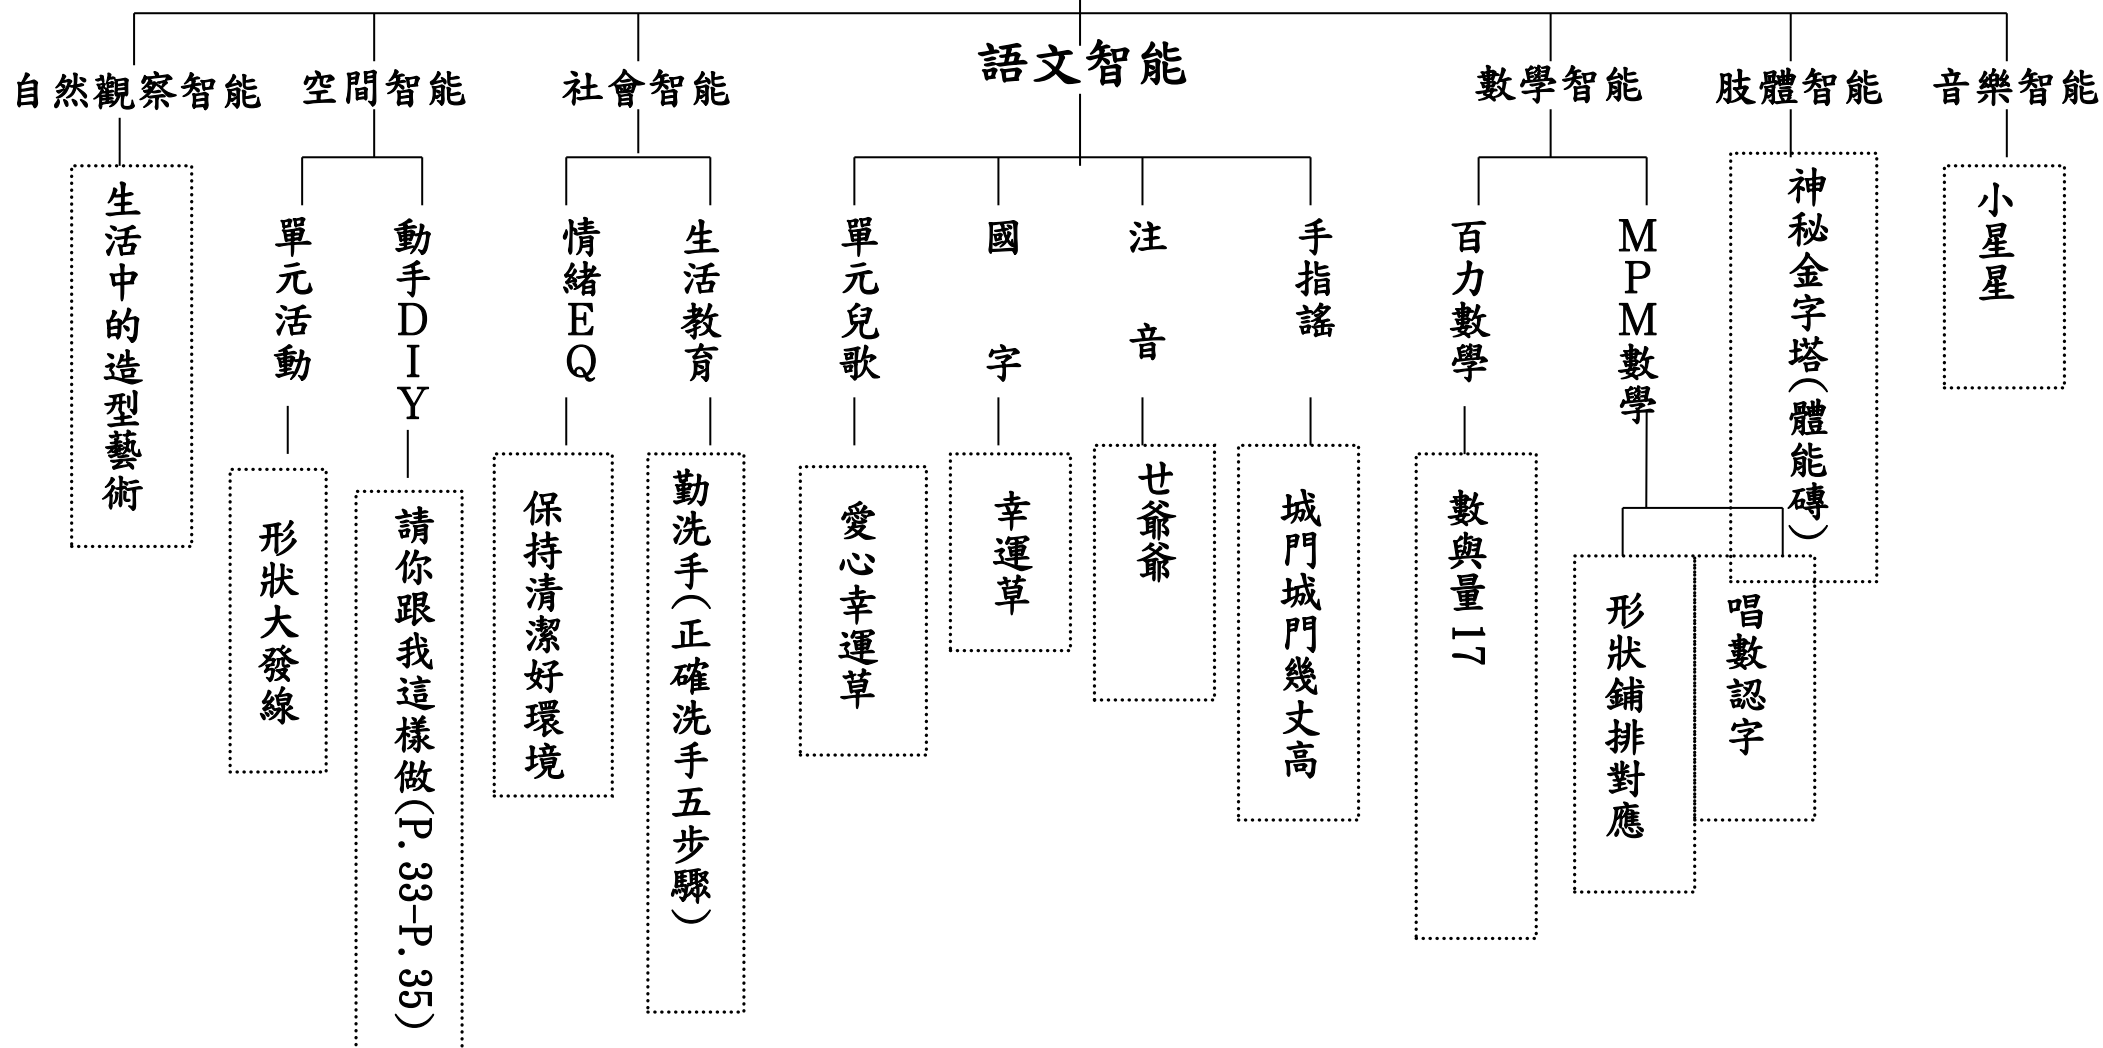 自然觀察智能
空間智能
社會智能
語文智能
數學智能
肢體智能
音樂智能
生活中的造型藝術
單元活動
動手DIY
情緒EQ
生活教育
單元兒歌
國字
注音
手指謠
百力數學
MPM數學
神秘金字塔(體能磚)
小星星
形狀大發線
請你跟我這樣做(P.33-P.35)
保持清潔好環境
勤洗手(正確洗手五步驟)
愛心幸運草
幸運草
ㄝ爺爺
城門城門幾丈高
數與量17
形狀鋪排對應
唱數認字